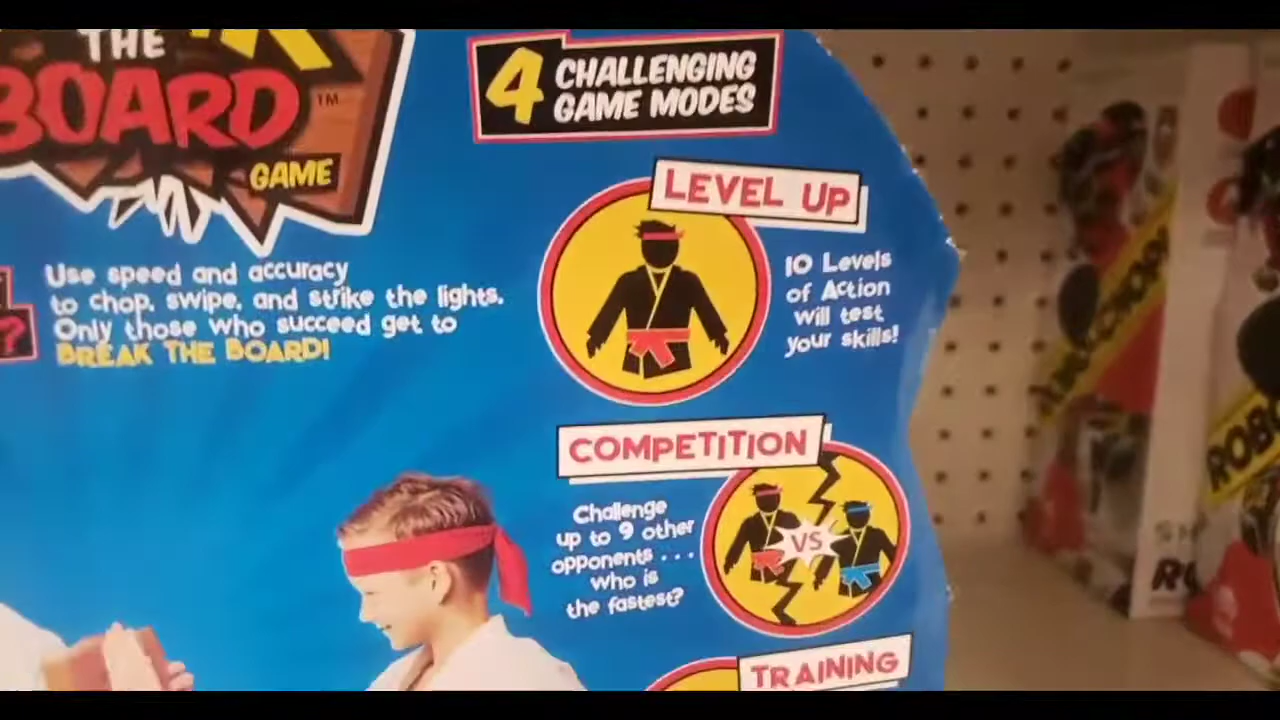 THE
BOARD™
GAME
4 CHALLENGING
GAME MODES
LEVEL UP
10 Levels
of Action
will test
your skills!
Use speed and accuracy
to chop, swipe, and strike the lights.
Only those who succeed get to
BREAK THE BOARD!
?
COMPETITION
Challenge
up to 9 other
opponents...
who is
the fastest?
VS
TRAINING